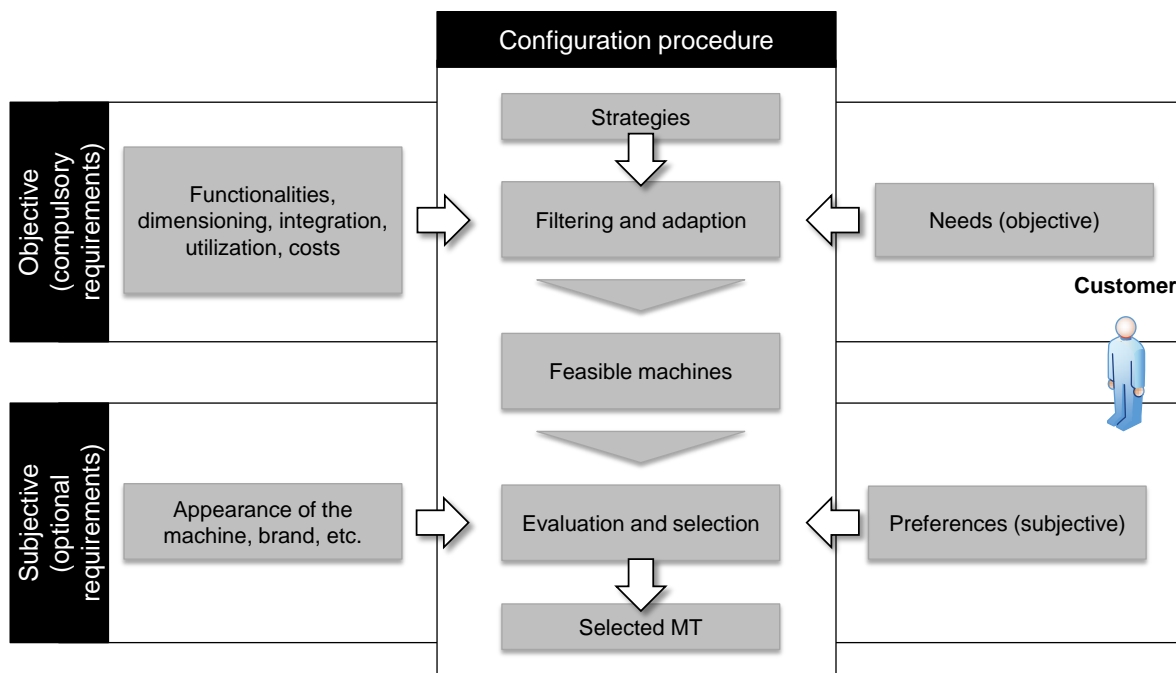 Configuration procedure
Objective
(compulsory
requirements)
Functionalities,
dimensioning, integration,
utilization, costs
Strategies
Filtering and adaption
Needs (objective)
Customer
Feasible machines
Subjective
(optional
requirements)
Appearance of the
machine, brand, etc.
Evaluation and selection
Preferences (subjective)
Selected MT